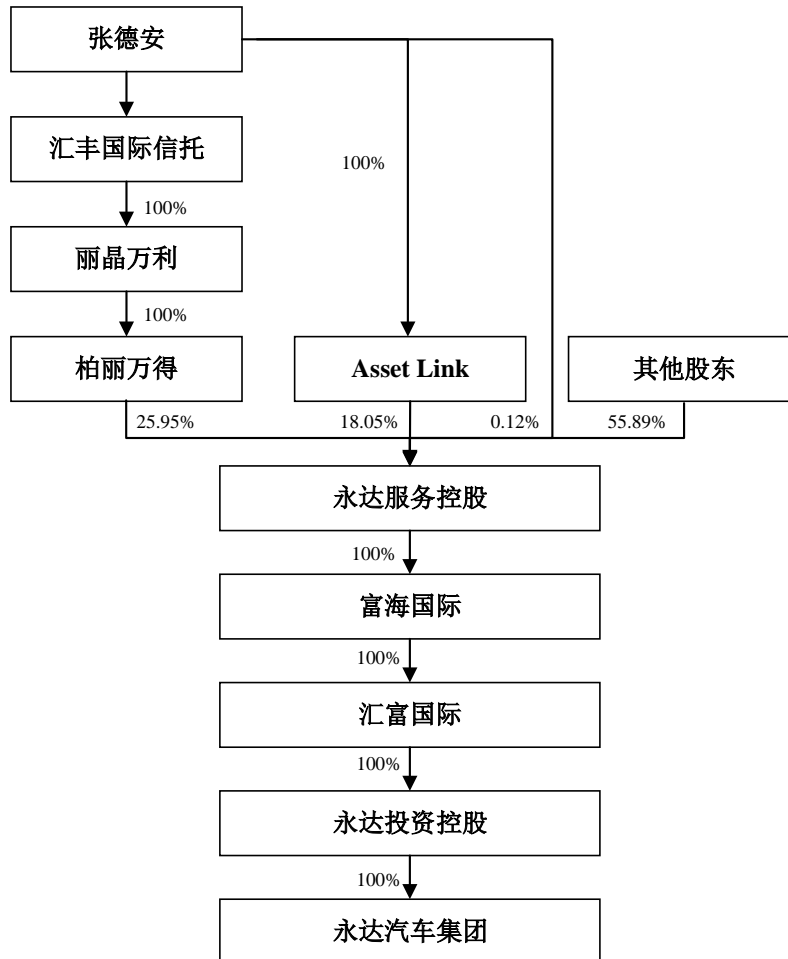 张德安
汇丰国际信托
100%
100%
丽晶万利
100%
柏丽万得
Asset Link
其他股东
25.95%
18.05%
0.12%
55.89%
永达服务控股
100%
富海国际
100%
汇富国际
100%
永达投资控股
100%
永达汽车集团